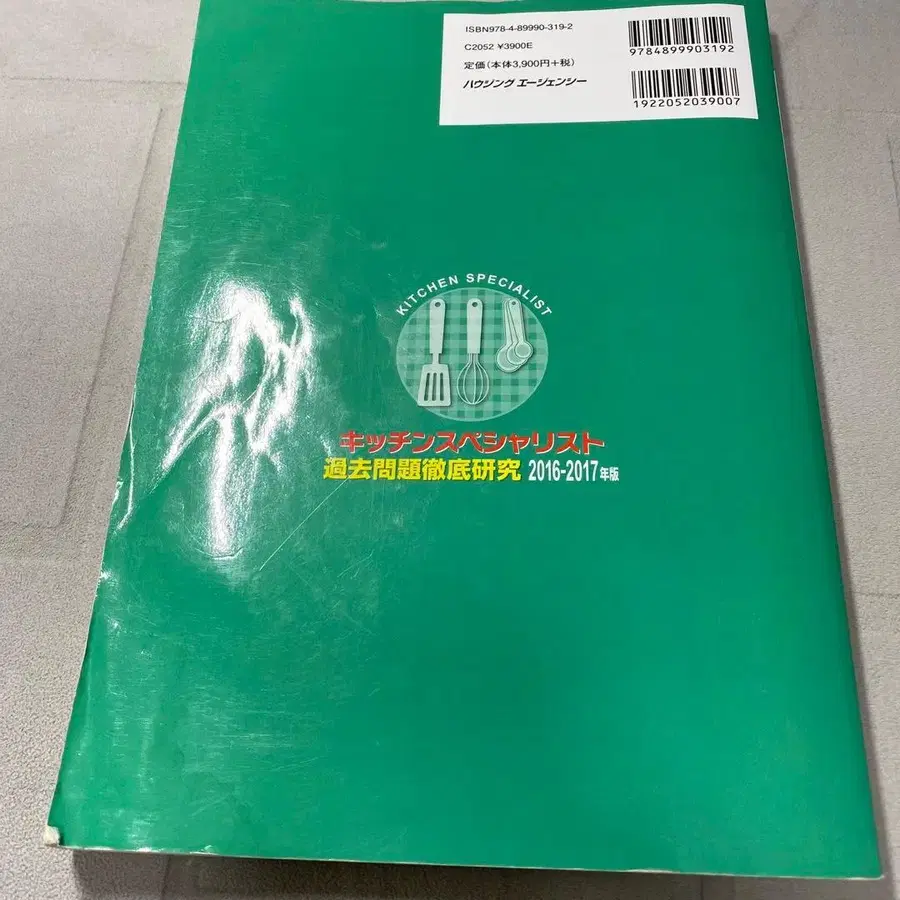 ISBN978-4-89990-319-2
C2052 ¥3900E
定価(本体3,900円+税)
ハウジング エージェンシー
9784899903192
1922052039007
KITCHEN SPECIALIST
キッチンスペシャリスト
過去問題徹底研究 2016-2017年版